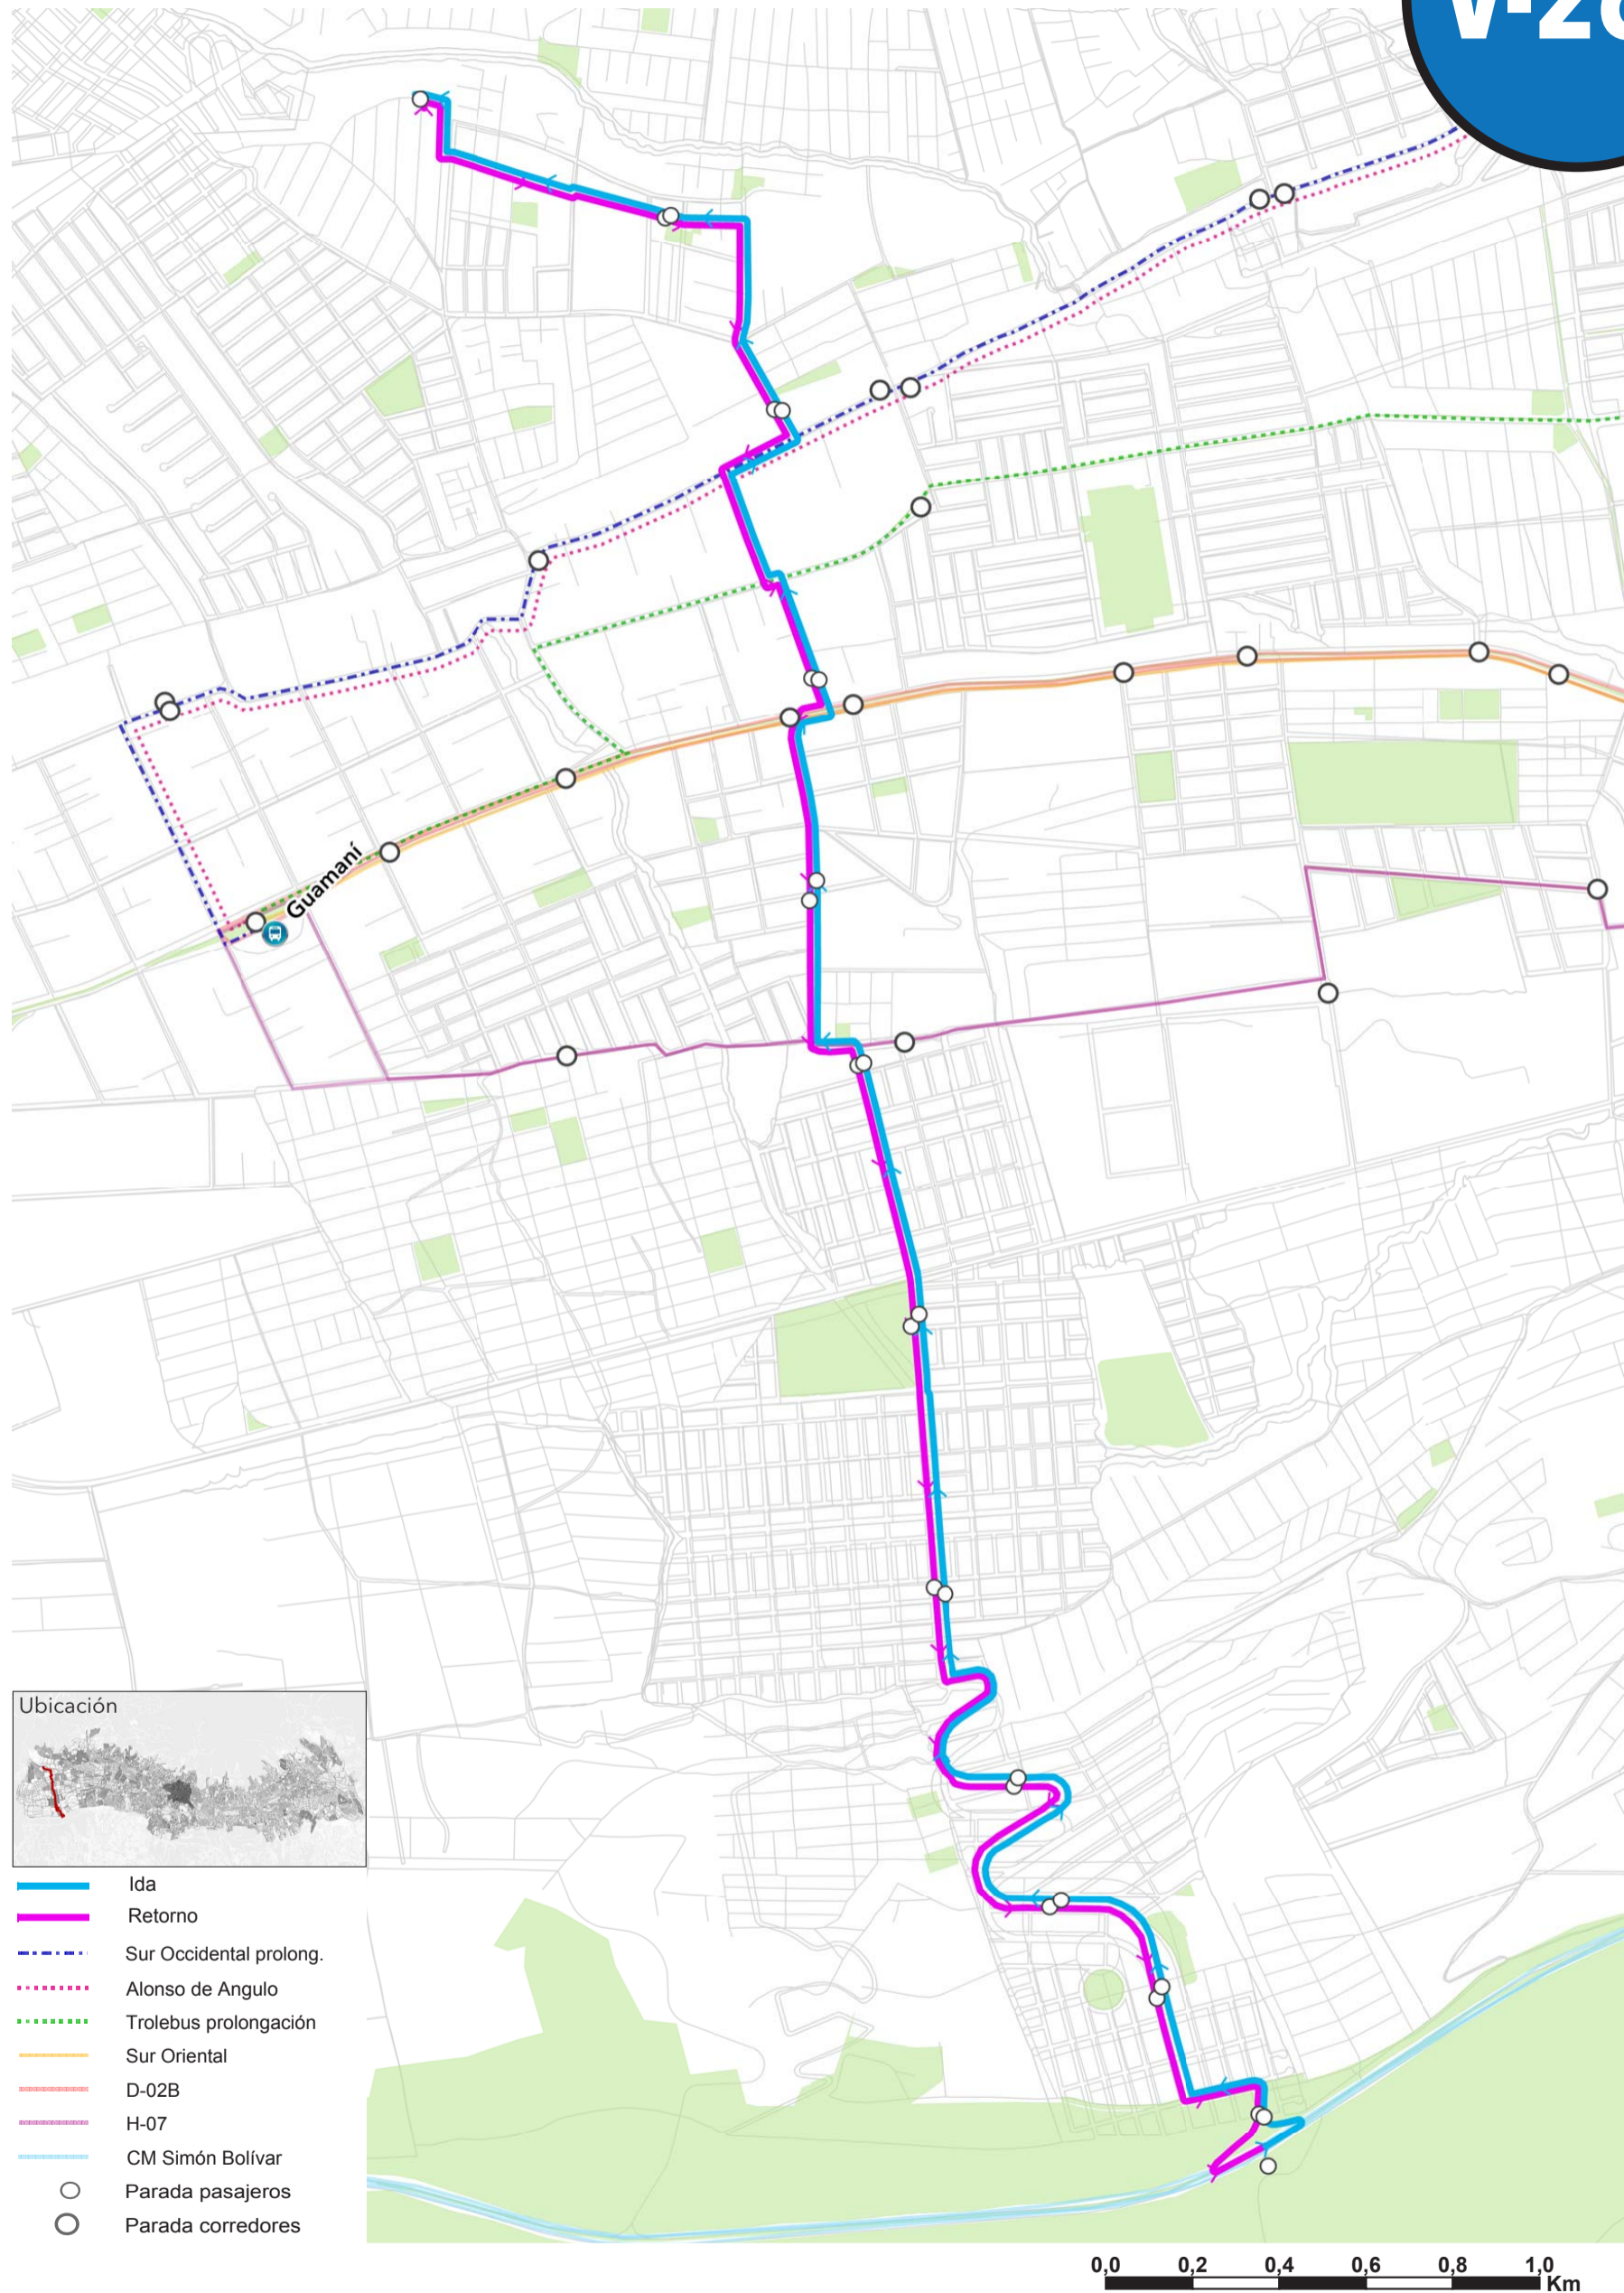 Guamaní
Ubicación
Ida
Retorno
Sur Occidental prolong.
Alonso de Angulo
Trolebus prolongación
Sur Oriental
D-02B
H-07
CM Simón Bolívar
Parada pasajeros
Parada corredores
0,0 0,2 0,4 0,6 0,8 1,0
Km